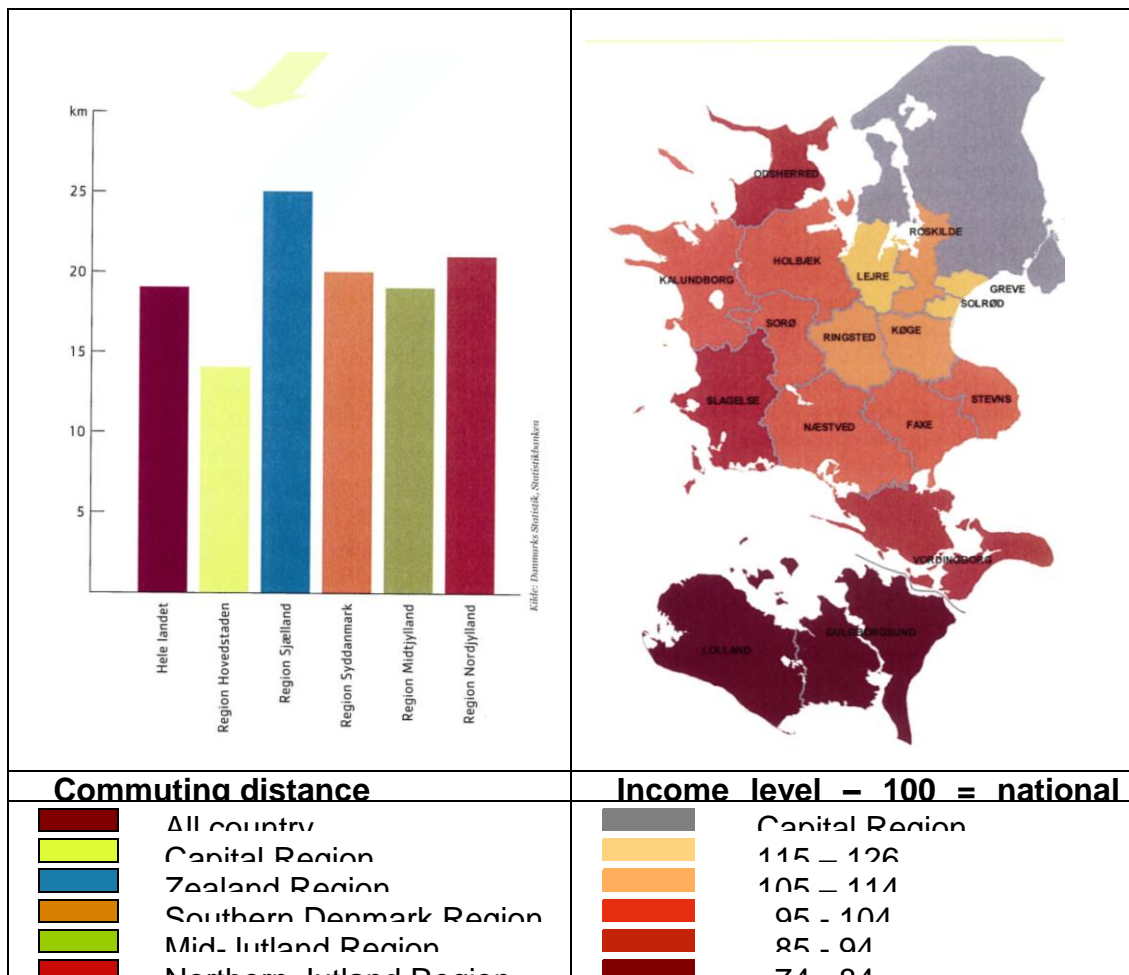 km
25
20
15
10
5
Hele landet
Region Hovedstaden
Region Sjælland
Region Syddanmark
Region Midtjylland
Region Nordjylland
Kilde: Danmarks Statistik, Statistikbanken
ODSHERRED
ROSKILDE
HOLBÆK
LEJRE
KALUNDBORG
GREVE
SOLRØD
SORØ
RINGSTED
KØGE
SLAGELSE
STEVNS
NÆSTVED
FAXE
VORDINGBORG
GULDBORGSUND
LOLLAND
Commuting distance
All country
Capital Region
Zealand Region
Southern Denmark Region
Mid-Jutland Region
Northern Jutland Region
Income level – 100 = national
Capital Region
115 – 126
105 – 114
95 - 104
85 - 94
74 - 84